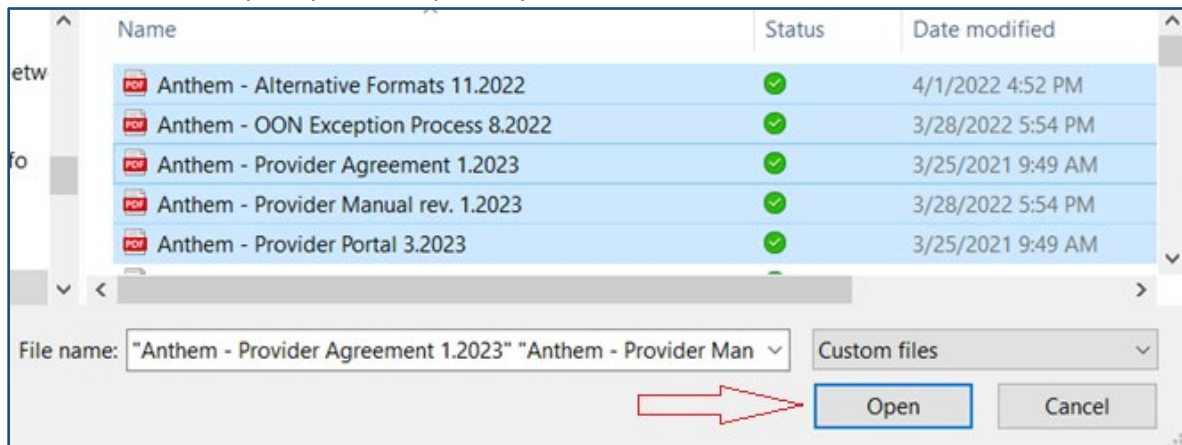 Name Status Date modified
etw
Anthem - Alternative Formats 11.2022 4/1/2022 4:52 PM
Anthem - OON Exception Process 8.2022 3/28/2022 5:54 PM
fo
Anthem - Provider Agreement 1.2023 3/25/2021 9:49 AM
Anthem - Provider Manual rev. 1.2023 3/28/2022 5:54 PM
Anthem - Provider Portal 3.2023 3/25/2021 9:49 AM
File name: "Anthem - Provider Agreement 1.2023" "Anthem - Provider Man Custom files
Open Cancel